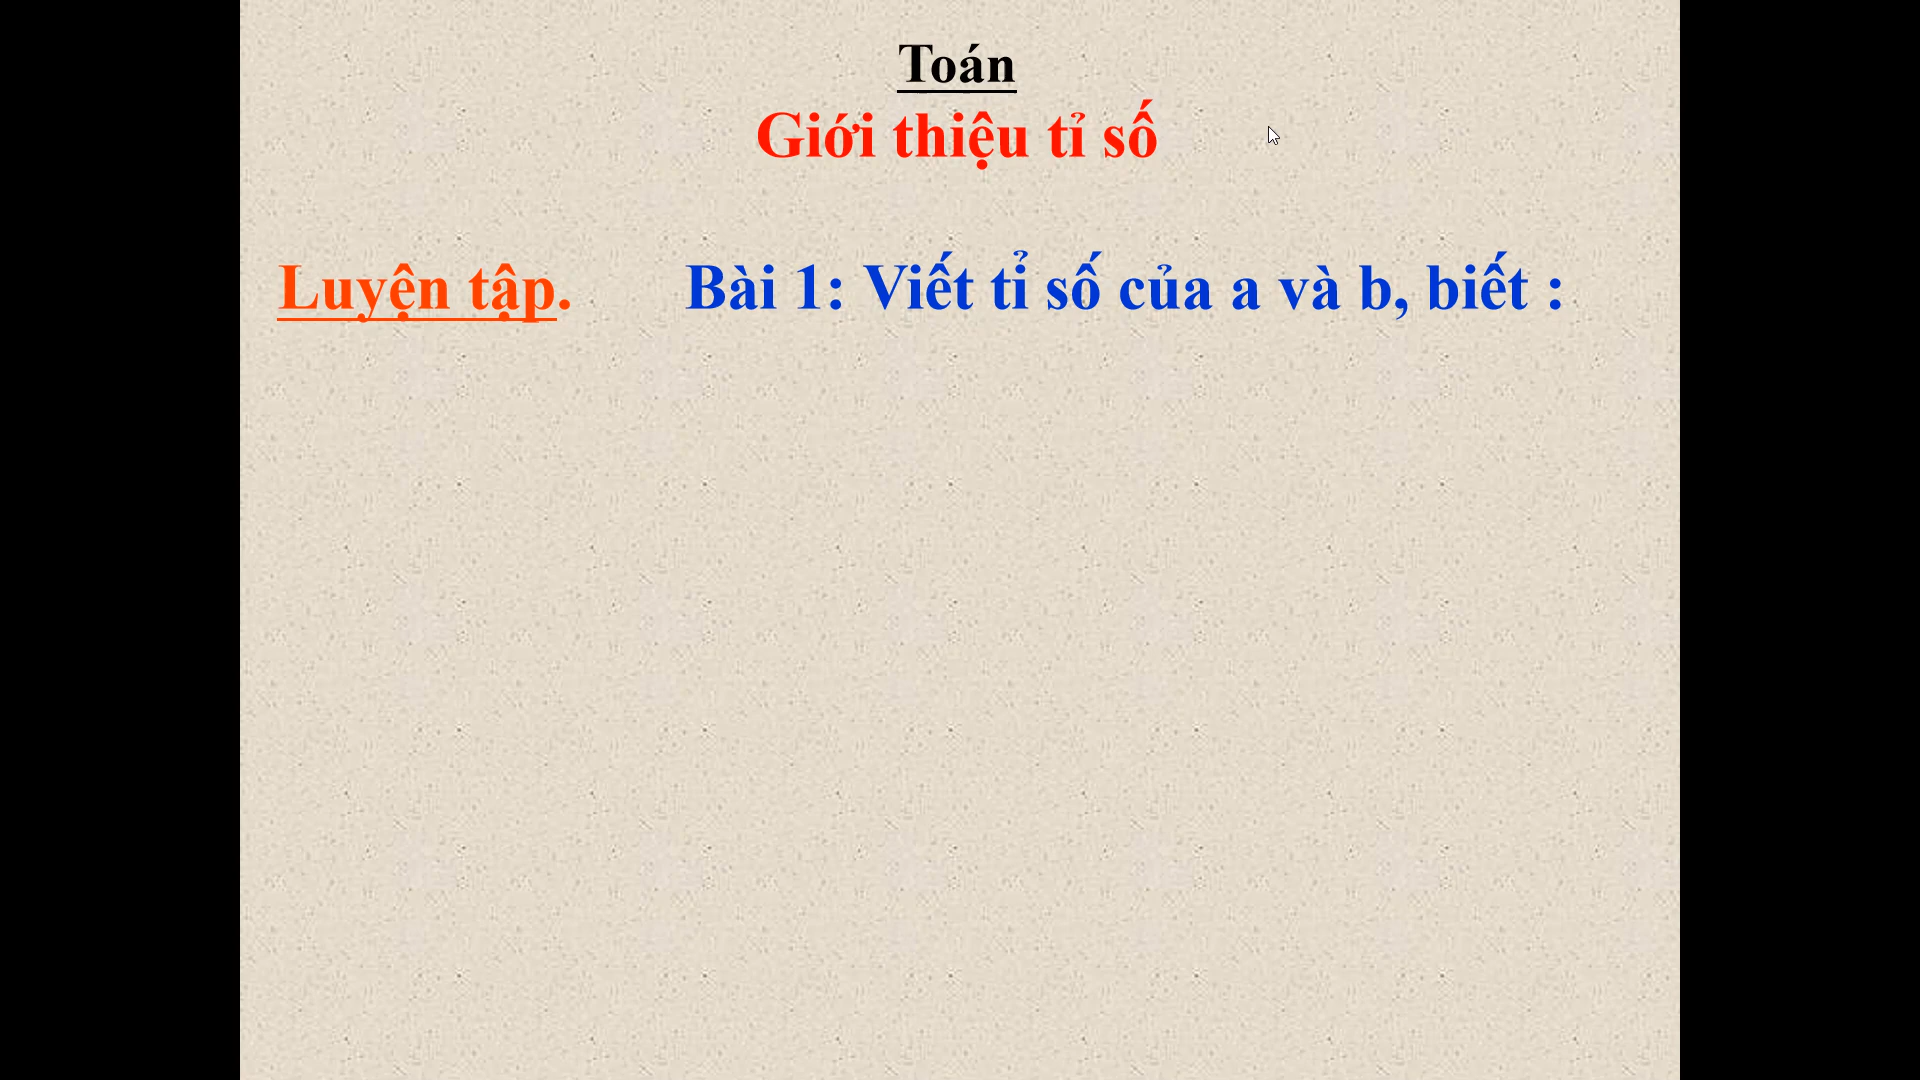 Toán
Giới thiệu tỉ số
Luyện tập. Bài 1: Viết tỉ số của a và b, biết :